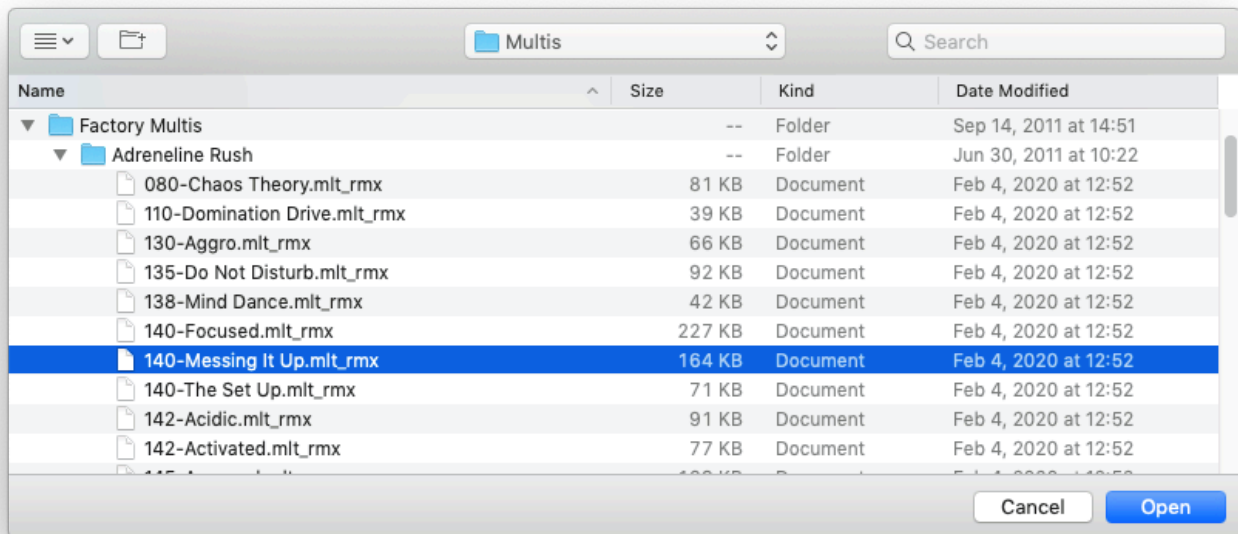 Multis Search
Name Size Kind Date Modified
Factory Multis -- Folder Sep 14, 2011 at 14:51
Adreneline Rush -- Folder Jun 30, 2011 at 10:22
080-Chaos Theory.mlt_rmx 81 KB Document Feb 4, 2020 at 12:52
110-Domination Drive.mlt_rmx 39 KB Document Feb 4, 2020 at 12:52
130-Aggro.mlt_rmx 66 KB Document Feb 4, 2020 at 12:52
135-Do Not Disturb.mlt_rmx 92 KB Document Feb 4, 2020 at 12:52
138-Mind Dance.mlt_rmx 42 KB Document Feb 4, 2020 at 12:52
140-Focused.mlt_rmx 227 KB Document Feb 4, 2020 at 12:52
140-Messing It Up.mlt_rmx 164 KB Document Feb 4, 2020 at 12:52
140-The Set Up.mlt_rmx 71 KB Document Feb 4, 2020 at 12:52
142-Acidic.mlt_rmx 91 KB Document Feb 4, 2020 at 12:52
142-Activated.mlt_rmx 77 KB Document Feb 4, 2020 at 12:52
Cancel Open